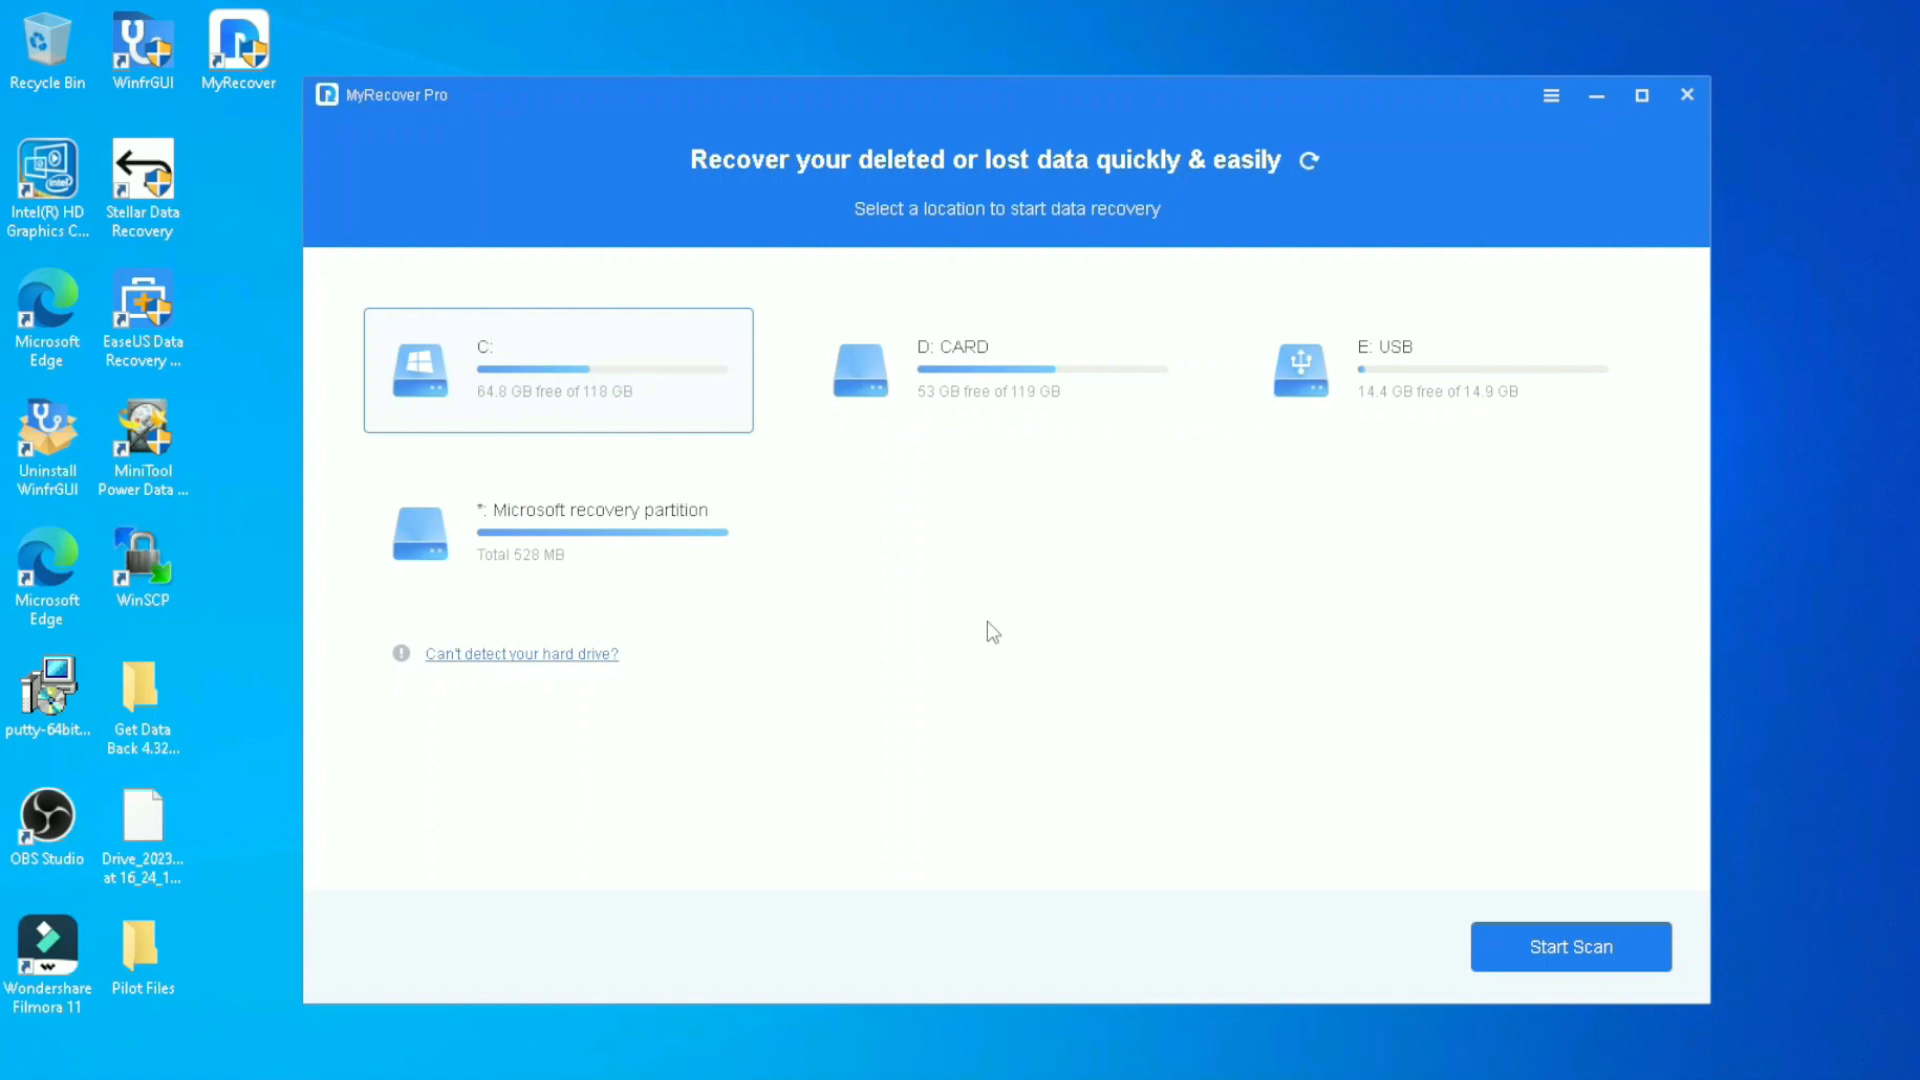 Recycle Bin
WinfrGUI
MyRecover
Intel(R) HD
Graphics C...
Stellar Data
Recovery
Microsoft
Edge
EaseUS Data
Recovery ...
Uninstall
WinfrGUI
MiniTool
Power Data ...
Microsoft
Edge
WinSCP
putty-64bit...
Get Data
Back 4.32...
OBS Studio
Drive_2023...
at 16_24_1...
Wondershare
Filmora 11
Pilot Files
MyRecover Pro
Recover your deleted or lost data quickly & easily
Select a location to start data recovery
C:
64.8 GB free of 118 GB
D: CARD
53 GB free of 119 GB
E: USB
14.4 GB free of 14.9 GB
*: Microsoft recovery partition
Total 528 MB
Can't detect your hard drive?
Start Scan
intel